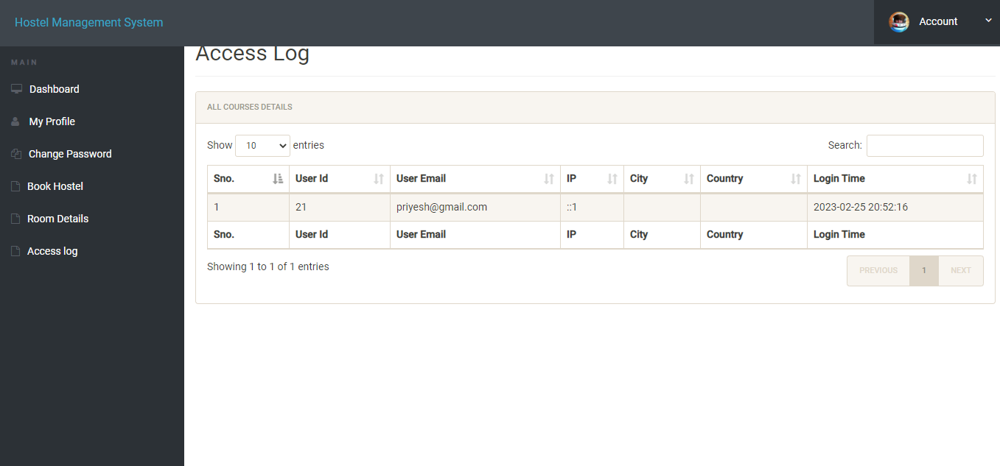 Hostel Management System
Account
MAIN
Dashboard
My Profile
Change Password
Book Hostel
Room Details
Access log
Access Log
ALL COURSES DETAILS
Show 10 entries
Search:
Sno. User Id User Email IP City Country Login Time
1 21 priyesh@gmail.com ::1 2023-02-25 20:52:16
Sno. User Id User Email IP City Country Login Time
Showing 1 to 1 of 1 entries
PREVIOUS 1 NEXT